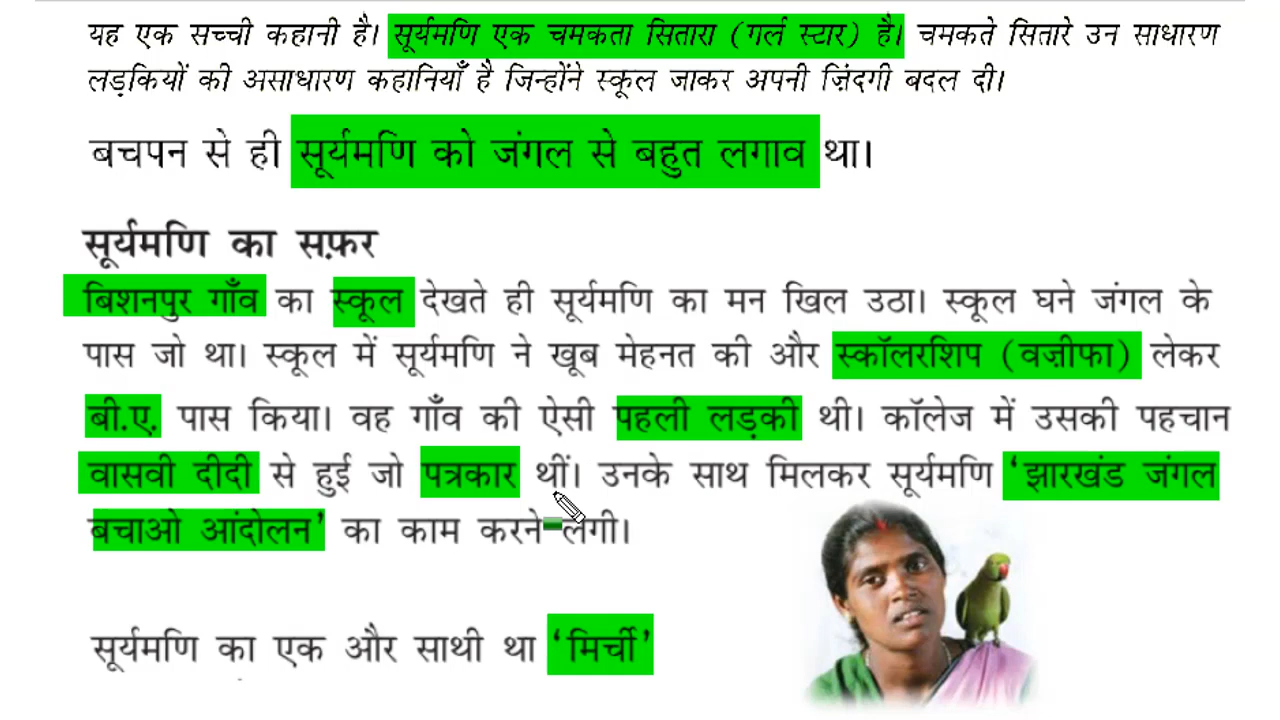 यह एक सच्ची कहानी है। सूर्यमणि एक चमकता सितारा (गर्ल स्टार) है। चमकते सितारे उन साधारण
लड़कियों की असाधारण कहानियाँ है जिन्होंने स्कूल जाकर अपनी ज़िंदगी बदल दी।
बचपन से ही सूर्यमणि को जंगल से बहुत लगाव था।
सूर्यमणि का सफ़र
बिशनपुर गाँव का स्कूल देखते ही सूर्यमणि का मन खिल उठा। स्कूल घने जंगल के
पास जो था। स्कूल में सूर्यमणि ने खूब मेहनत की और स्कॉलरशिप (वज़ीफा) लेकर
बी.ए. पास किया। वह गाँव की ऐसी पहली लड़की थी। कॉलेज में उसकी पहचान
वासवी दीदी से हुई जो पत्रकार थीं। उनके साथ मिलकर सूर्यमणि ‘झारखंड जंगल
बचाओ आंदोलन’ का काम करने लगी।
सूर्यमणि का एक और साथी था ‘मिर्ची’